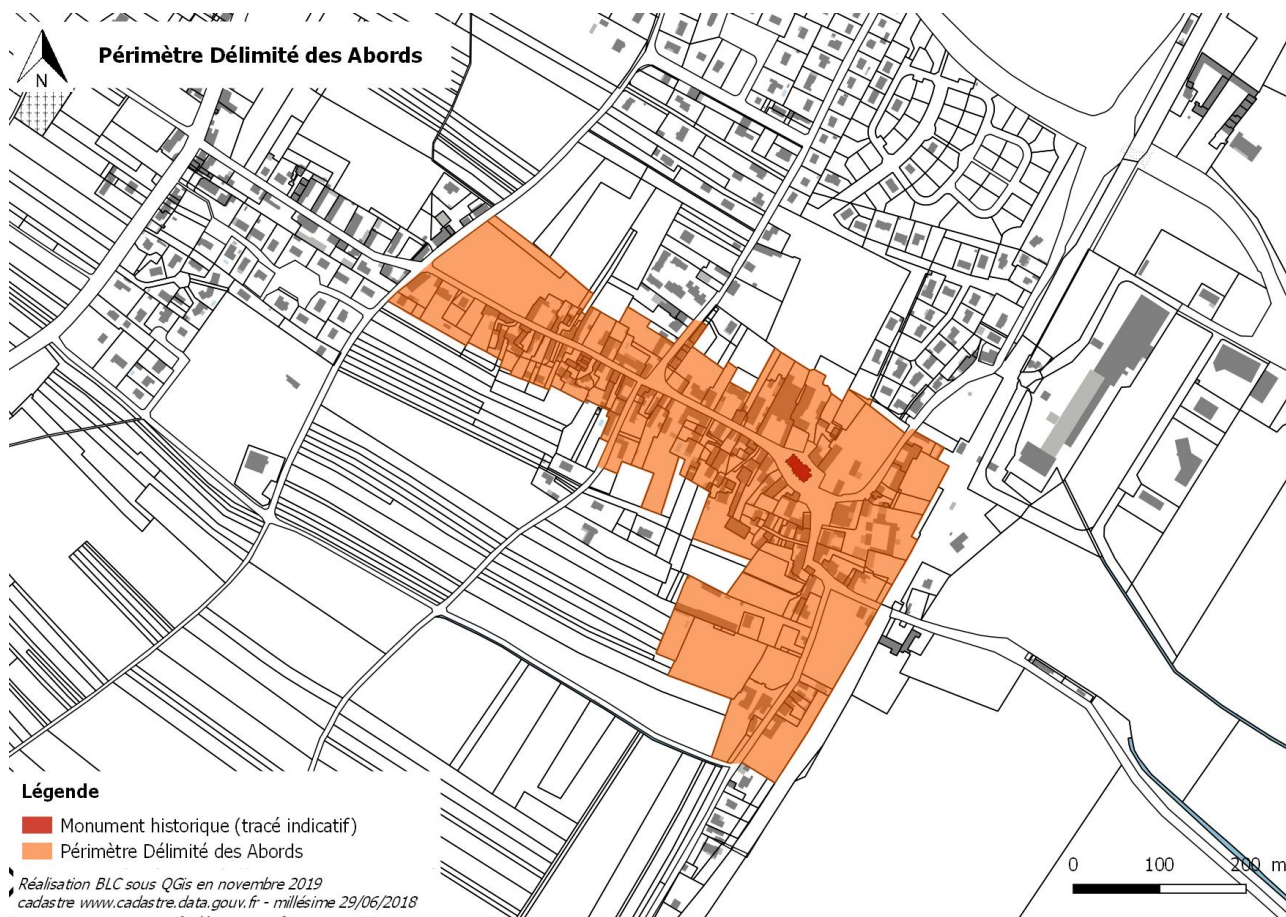 Périmètre Délimité des Abords
N
Légende
Monument historique (tracé indicatif)
Périmètre Délimité des Abords
Réalisation BLC sous QGis en novembre 2019
cadastre www.cadastre.data.gouv.fr - millésime 29/06/2018
0 100 200 m